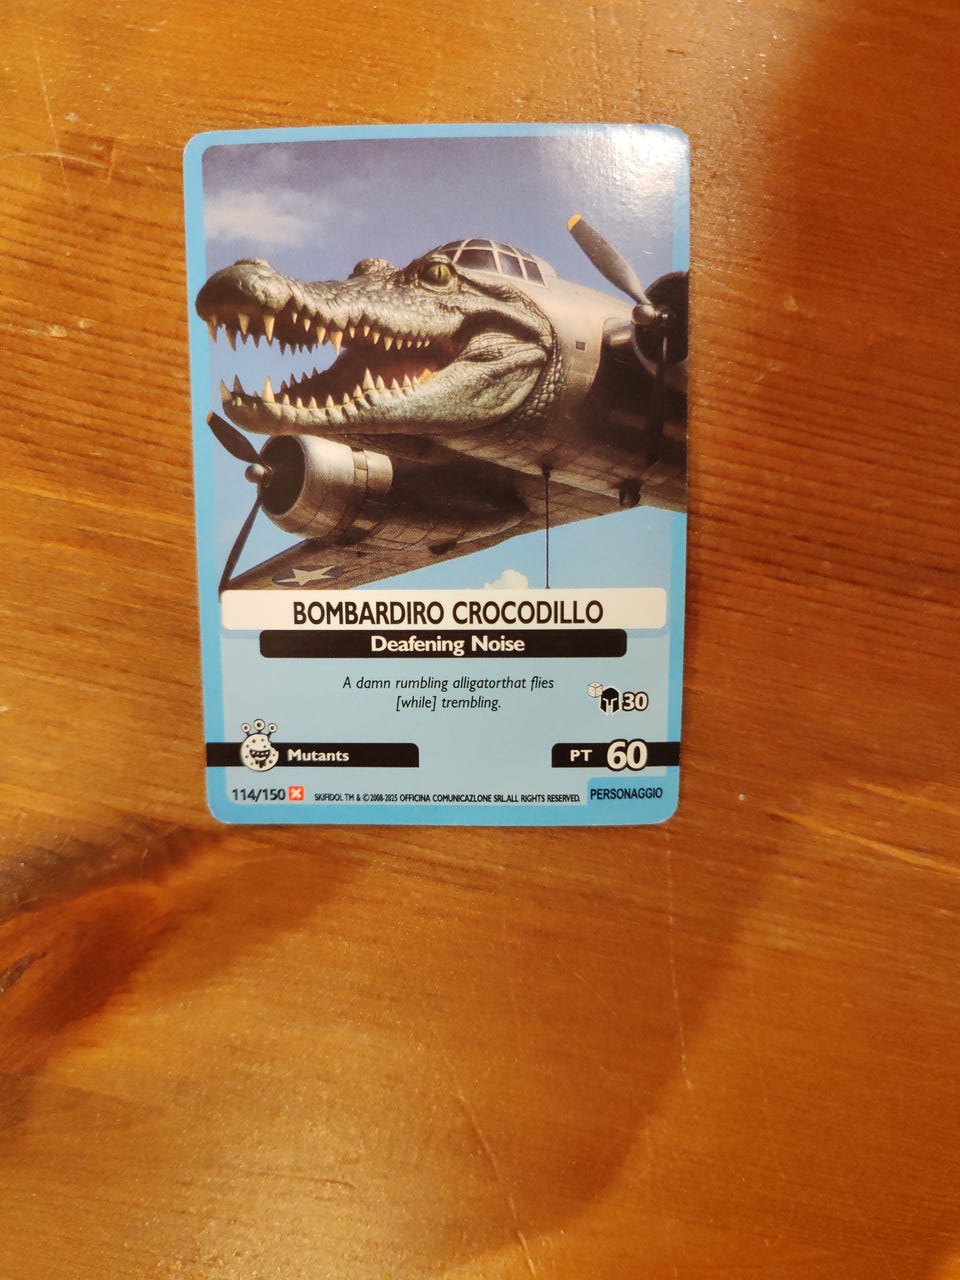 BOMBARDIRO CROCODILLO
Deafening Noise
A damn rumbling alligatorthat flies
[while] trembling.
30
Mutants
PT 60
114/150
SKIFIDOL TM & © 2008-2025 OFFICINA COMUNICAZLONE SRL.ALL RIGHTS RESERVED.
PERSONAGGIO